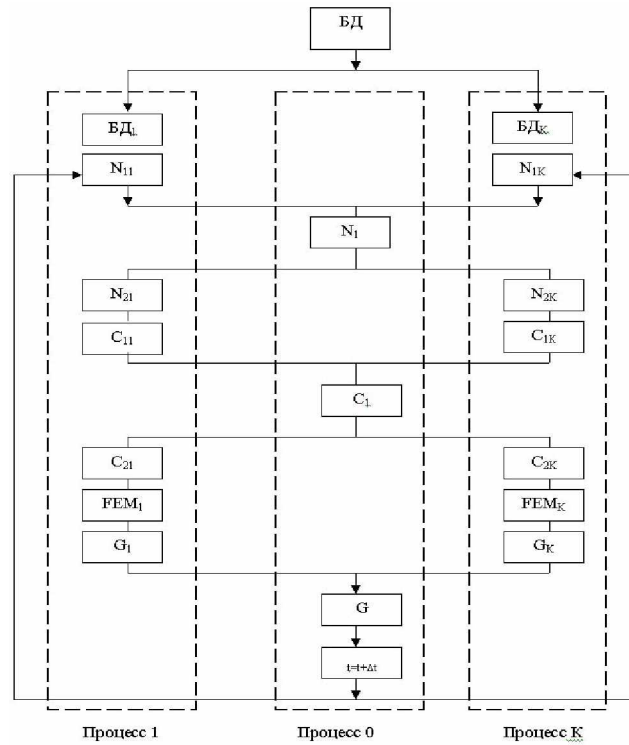 БД
БД₁ БДK
N₁₁ N₁K
N₁
N₂₁ N₂K
C₁₁ C₁K
C₁
C₂₁ C₂K
FEM₁ FEMK
G₁ GK
G
t=t+Δt
Процесс 1 Процесс 0 Процесс K